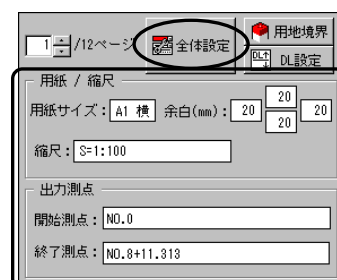 1 /12ページ 全体設定 用地境界
DL↑ DL設定
用紙 / 縮尺
20
用紙サイズ： A1 横 余白(mm)： 20 20
20
縮尺： S=1:100
出力測点
開始測点： NO.0
終了測点： NO.8+11.313